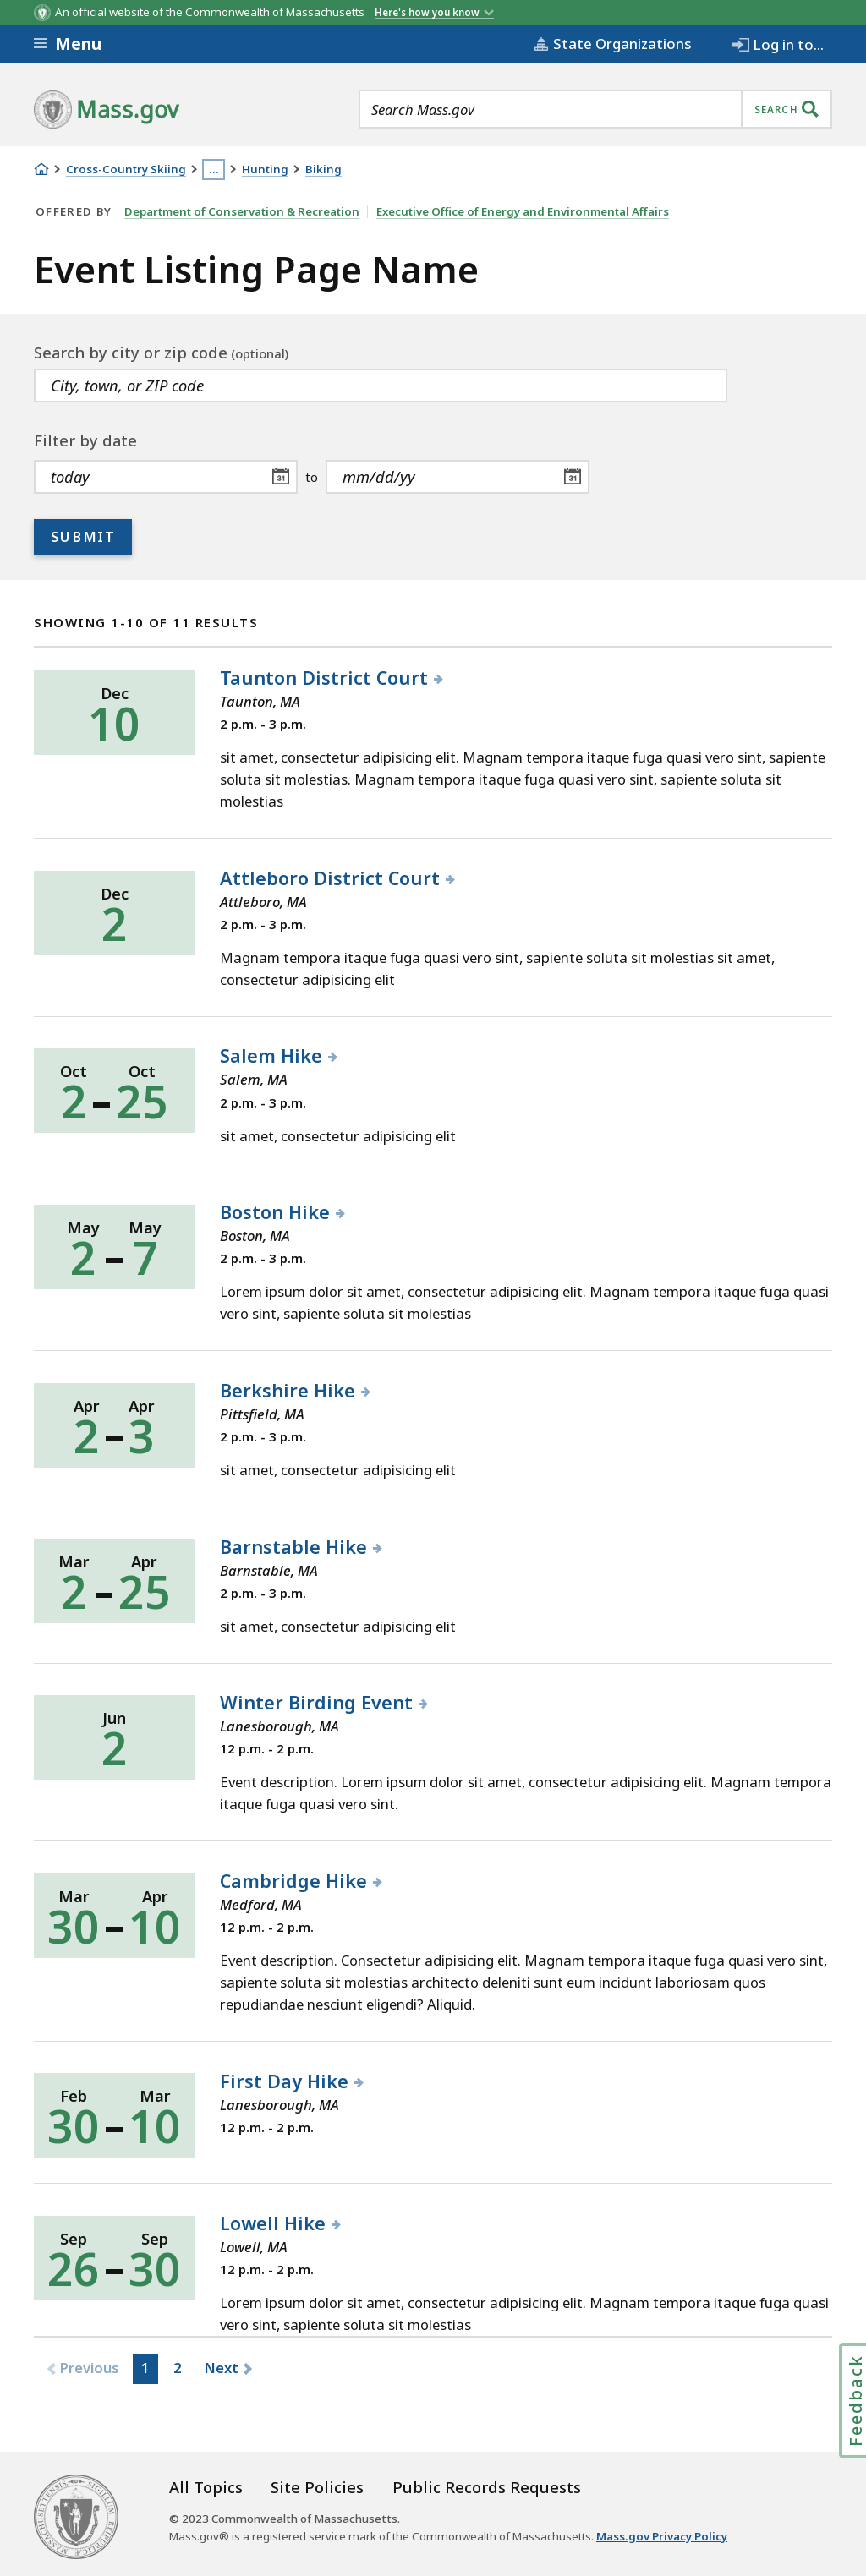 An official website of the Commonwealth of Massachusetts Here's how you know
Menu State Organizations Log in to...
Mass.gov Search Mass.gov SEARCH
Cross-Country Skiing ... Hunting Biking
OFFERED BY Department of Conservation & Recreation Executive Office of Energy and Environmental Affairs
Event Listing Page Name
Search by city or zip code (optional)
City, town, or ZIP code
Filter by date
today 31 to mm/dd/yy 31
SUBMIT
SHOWING 1-10 OF 11 RESULTS
Dec
10
Taunton District Court
Taunton, MA
2 p.m. - 3 p.m.
sit amet, consectetur adipisicing elit. Magnam tempora itaque fuga quasi vero sint, sapiente
soluta sit molestias. Magnam tempora itaque fuga quasi vero sint, sapiente soluta sit
molestias
Dec
2
Attleboro District Court
Attleboro, MA
2 p.m. - 3 p.m.
Magnam tempora itaque fuga quasi vero sint, sapiente soluta sit molestias sit amet,
consectetur adipisicing elit
Oct Oct
2 – 25
Salem Hike
Salem, MA
2 p.m. - 3 p.m.
sit amet, consectetur adipisicing elit
May May
2 – 7
Boston Hike
Boston, MA
2 p.m. - 3 p.m.
Lorem ipsum dolor sit amet, consectetur adipisicing elit. Magnam tempora itaque fuga quasi
vero sint, sapiente soluta sit molestias
Apr Apr
2 – 3
Berkshire Hike
Pittsfield, MA
2 p.m. - 3 p.m.
sit amet, consectetur adipisicing elit
Mar Apr
2 – 25
Barnstable Hike
Barnstable, MA
2 p.m. - 3 p.m.
sit amet, consectetur adipisicing elit
Jun
2
Winter Birding Event
Lanesborough, MA
12 p.m. - 2 p.m.
Event description. Lorem ipsum dolor sit amet, consectetur adipisicing elit. Magnam tempora
itaque fuga quasi vero sint.
Mar Apr
30 – 10
Cambridge Hike
Medford, MA
12 p.m. - 2 p.m.
Event description. Consectetur adipisicing elit. Magnam tempora itaque fuga quasi vero sint,
sapiente soluta sit molestias architecto deleniti sunt eum incidunt laboriosam quos
repudiandae nesciunt eligendi? Aliquid.
Feb Mar
30 – 10
First Day Hike
Lanesborough, MA
12 p.m. - 2 p.m.
Sep Sep
26 – 30
Lowell Hike
Lowell, MA
12 p.m. - 2 p.m.
Lorem ipsum dolor sit amet, consectetur adipisicing elit. Magnam tempora itaque fuga quasi
vero sint, sapiente soluta sit molestias
Previous 1 2 Next
Feedback
All Topics Site Policies Public Records Requests
© 2023 Commonwealth of Massachusetts.
Mass.gov® is a registered service mark of the Commonwealth of Massachusetts. Mass.gov Privacy Policy